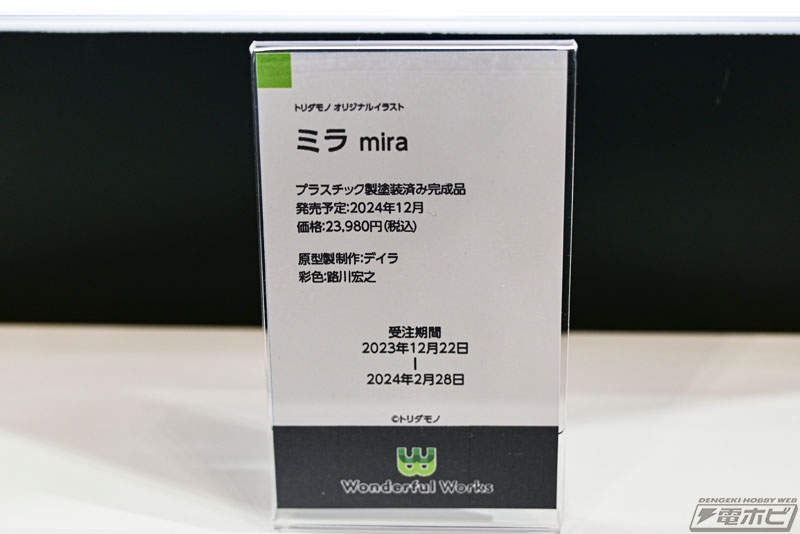 トリダモノ オリジナルイラスト
ミラ mira
プラスチック製塗装済み完成品
発売予定:2024年12月
価格:23,980円(税込)
原型製制作:デイラ
彩色:路川宏之
受注期間
2023年12月22日
|
2024年2月28日
©トリダモノ
Wonderful Works
DENGEKI HOBBY WEB
電ホビ